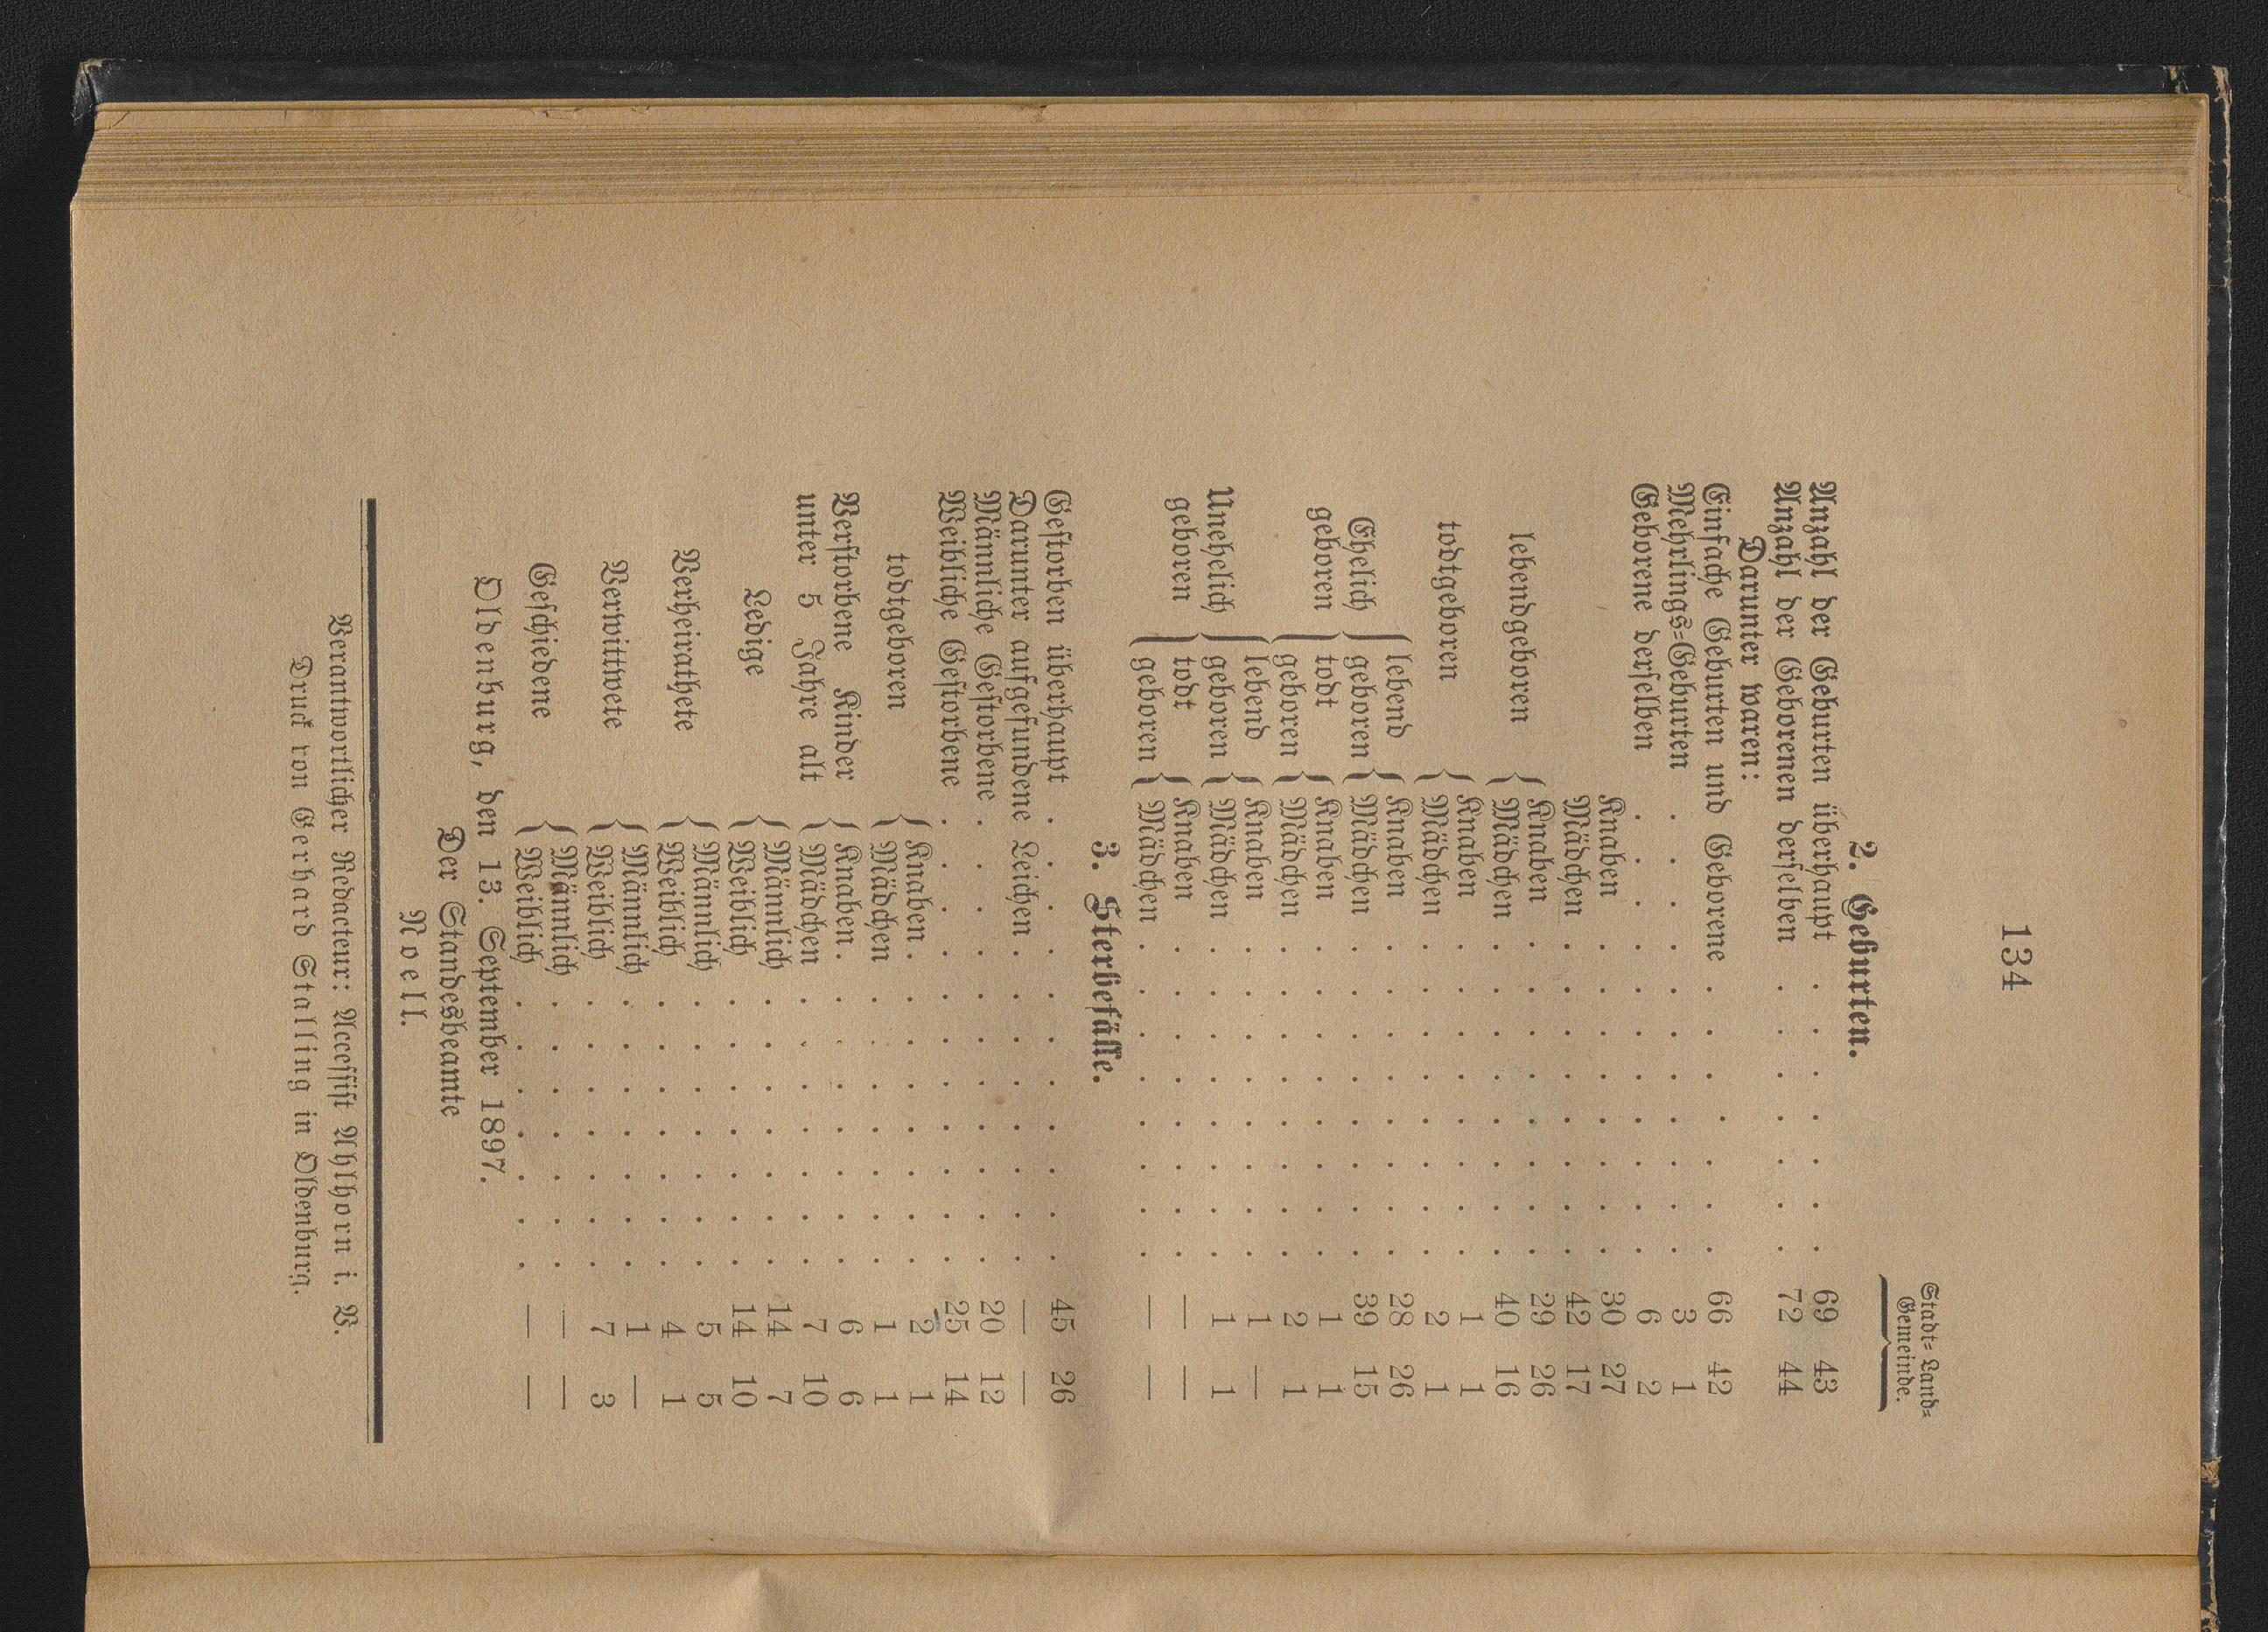 134
Stadt- Land-
Gemeinde.
2. Geburten.
Anzahl der Geburten überhaupt . . . . . . . 69 43
Anzahl der Geborenen derselben . . . . . . . 72 44
Darunter waren:
Einfache Geburten und Geborene . . . . . . . 66 42
Mehrlings-Geburten . . . . . . . . . . . 3 1
Geborene derselben . . . . . . . . . . . 6 2
Knaben . . . . . . . . 30 27
Mädchen . . . . . . . . 42 17
lebendgeboren { Knaben . . . . . . . . 29 26
Mädchen . . . . . . . . 40 16
todtgeboren { Knaben . . . . . . . . 1 1
Mädchen . . . . . . . . 2 1
Ehelich geboren { lebend geboren { Knaben . . . . . . . . 28 26
Mädchen . . . . . . . . 39 15
todt geboren { Knaben . . . . . . . . 1 1
Mädchen . . . . . . . . 2 1
Unehelich geboren { lebend geboren { Knaben . . . . . . . . 1 —
Mädchen . . . . . . . . 1 1
todt geboren { Knaben . . . . . . . . — —
Mädchen . . . . . . . . — —
3. Sterbefälle.
Gestorben überhaupt . . . . . . . . . . . 45 26
Darunter aufgefundene Leichen . . . . . . . . — —
Männliche Gestorbene . . . . . . . . . . . 20 12
Weibliche Gestorbene . . . . . . . . . . . 25 14
todtgeboren { Knaben . . . . . . . . 2 1
Mädchen . . . . . . . 1 1
Verstorbene Kinder unter 5 Jahre alt { Knaben . . . . . . . . 6 6
Mädchen . . . . . . . 7 10
Ledige { Männlich . . . . . . . 14 7
Weiblich . . . . . . . 14 10
Verheirathete { Männlich . . . . . . . 5 5
Weiblich . . . . . . . 4 1
Verwittwete { Männlich . . . . . . . 1 —
Weiblich . . . . . . . 7 3
Geschiedene { Männlich . . . . . . . — —
Weiblich . . . . . . . — —
Oldenburg, den 13. September 1897.
Der Standesbeamte
Noell.
Verantwortlicher Redacteur: Accessist Ahlhorn i. V.
Druck von Gerhard Stalling in Oldenburg.